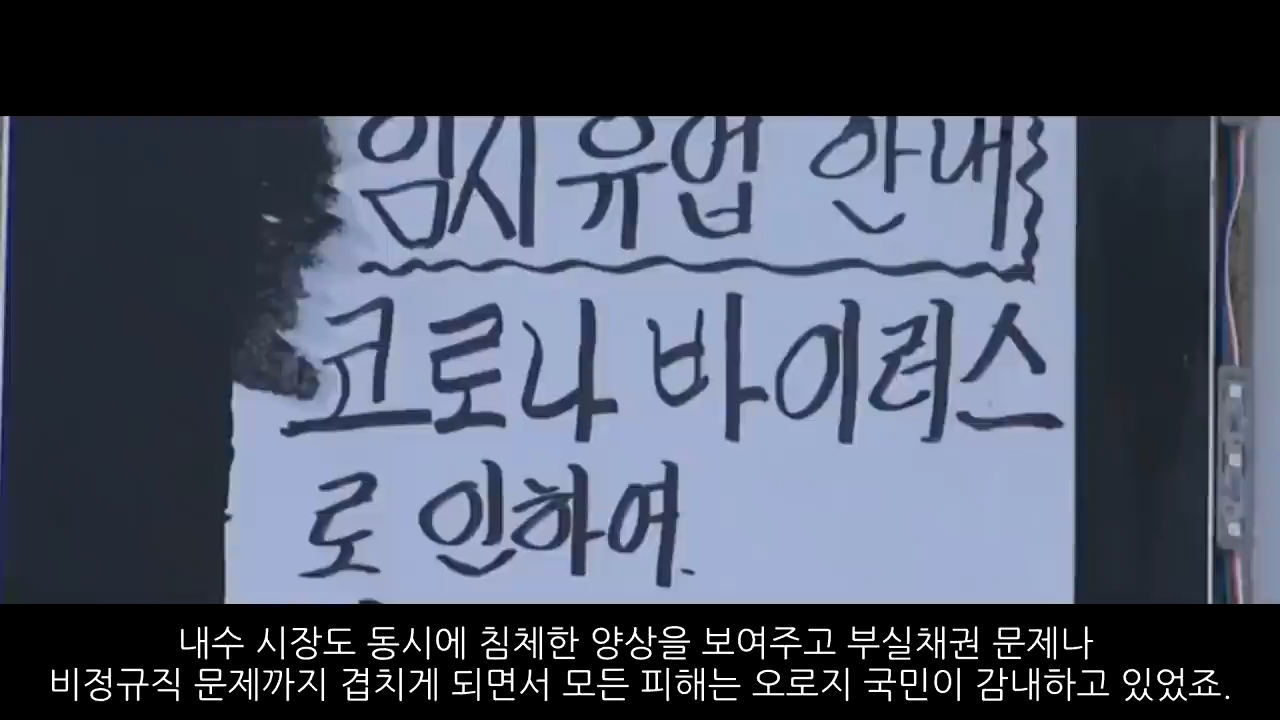 임시휴업 안내
코로나 바이러스
로 인하여.
내수 시장도 동시에 침체한 양상을 보여주고 부실채권 문제나
비정규직 문제까지 겹치게 되면서 모든 피해는 오로지 국민이 감내하고 있었죠.